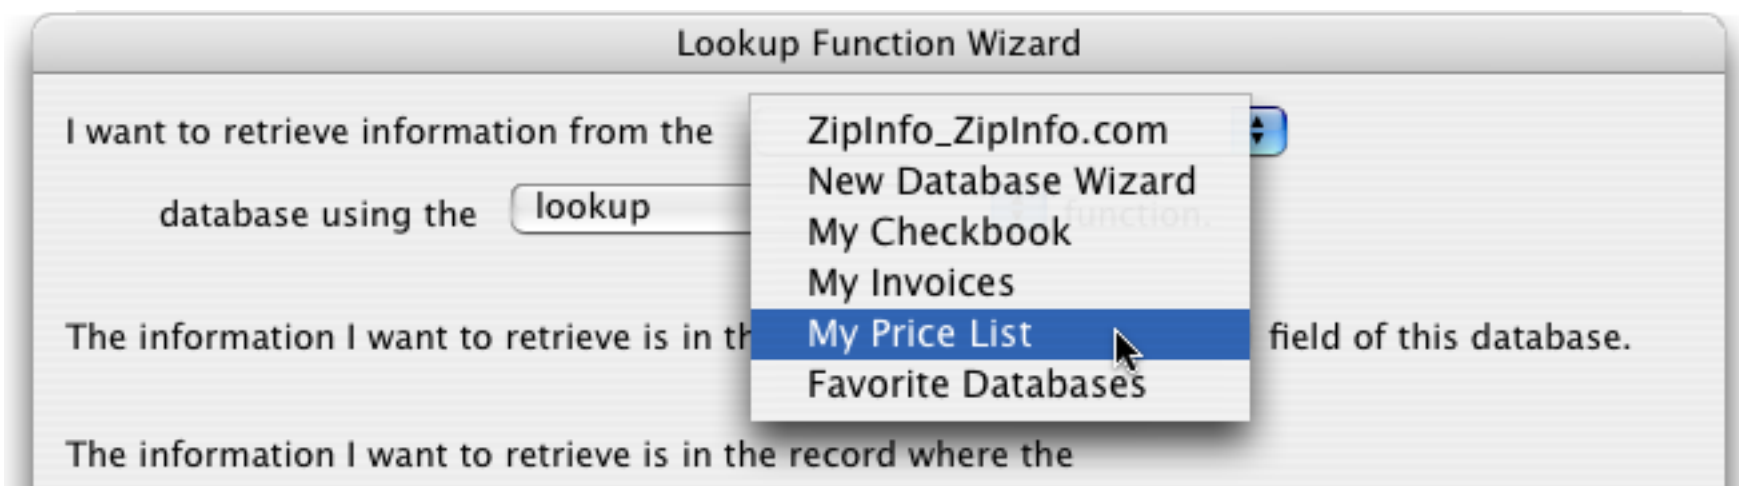 Lookup Function Wizard
I want to retrieve information from the
ZipInfo_ZipInfo.com
New Database Wizard
My Checkbook
My Invoices
My Price List
Favorite Databases
database using the lookup function.
The information I want to retrieve is in th field of this database.
The information I want to retrieve is in the record where the